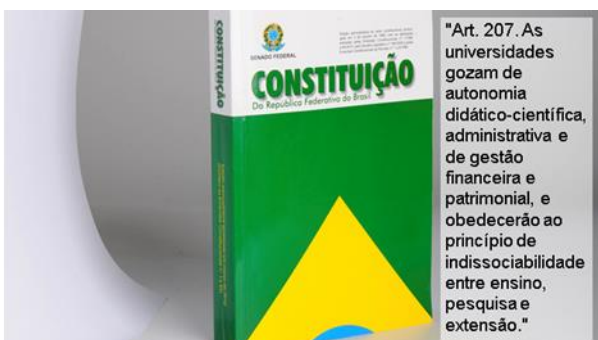 SENADO FEDERAL
CONSTITUIÇÃO
Da República Federativa do Brasil
CONSTITUIÇÃO
"Art. 207. As
universidades
gozam de
autonomia
didático-científica,
administrativa e
de gestão
financeira e
patrimonial, e
obedecerão ao
princípio de
indissociabilidade
entre ensino,
pesquisa e
extensão."